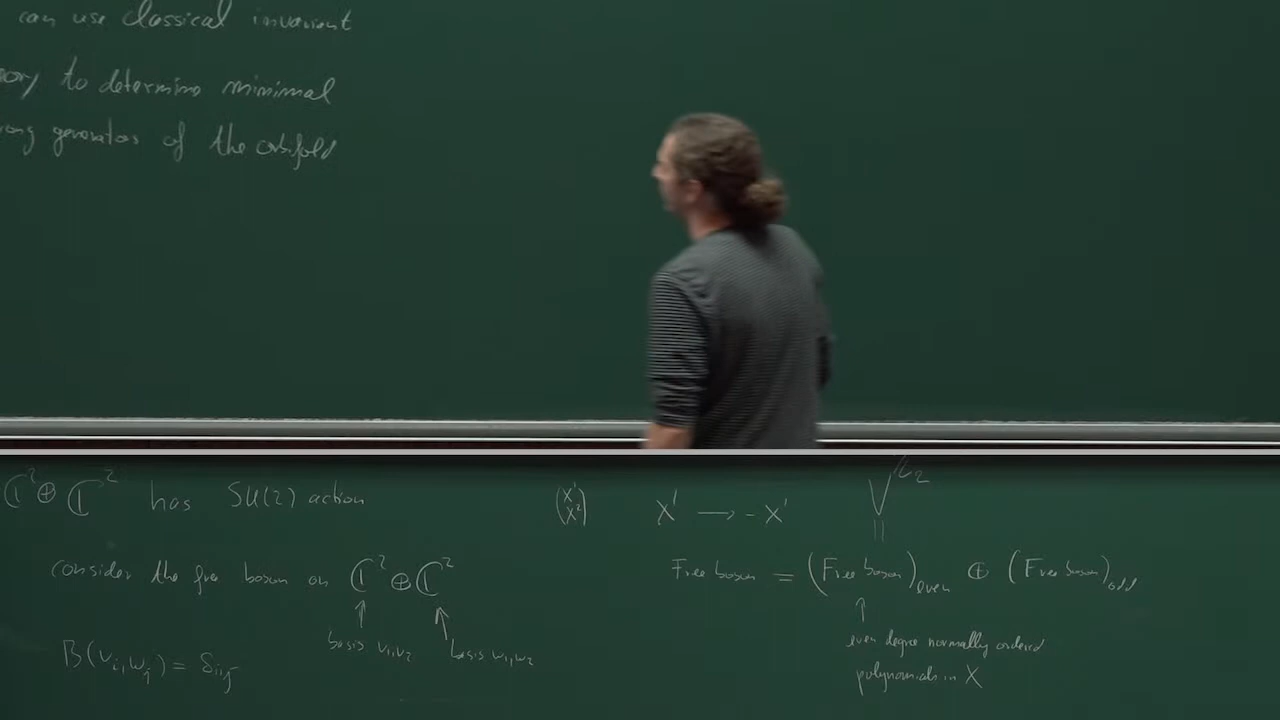 can use classical invariant
ory to determine minimal
rong generators of the orbifold
ℂ² ⊕ ℂ² has SU(2) action
consider the free boson on ℂ² ⊕ ℂ²
↑ ↑
basis v₁,v₂ basis w₁,w₂
B(vᵢ,wⱼ) = δᵢ,ⱼ
(X¹ X²) X¹ → -X¹
V^ℤ₂
||
Free boson = (Free boson)even ⊕ (Free boson)odd
↑
even degree normally ordered
polynomials in X